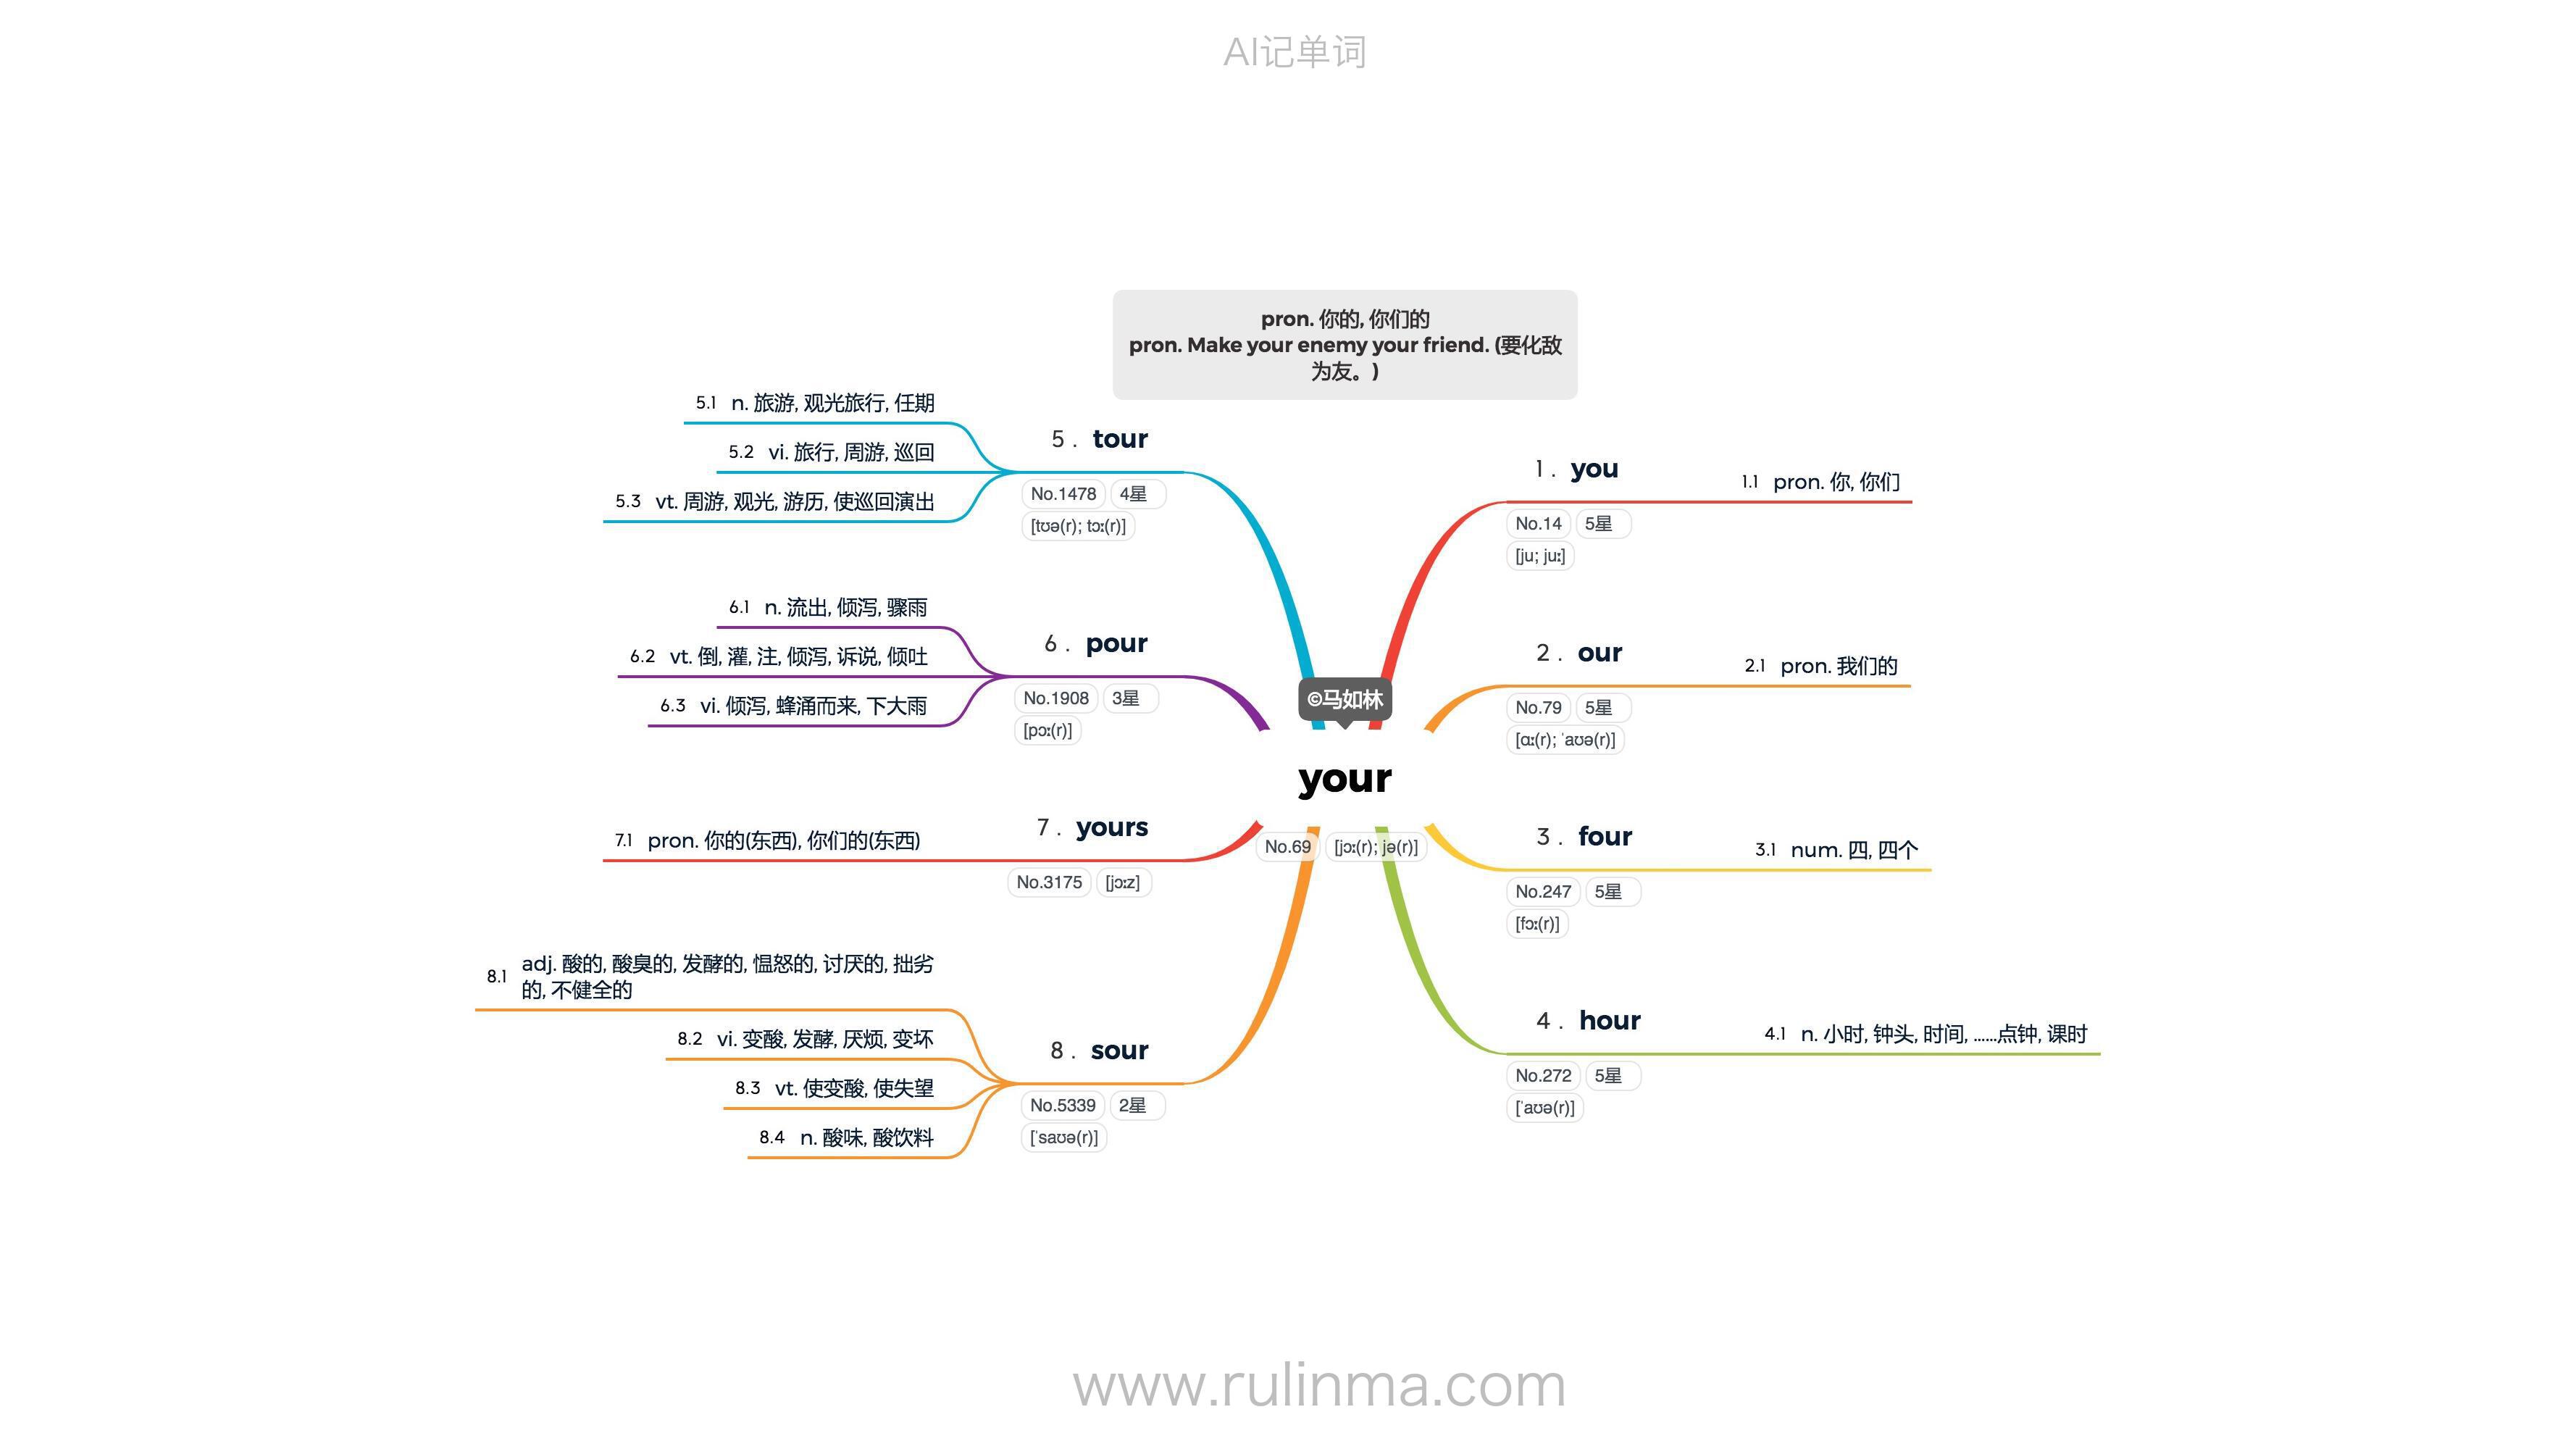 AI记单词
pron. 你的, 你们的
pron. Make your enemy your friend. (要化敌
为友。)
©马如林
your
No.69 [jɔː(r); jə(r)]
1 . you
No.14 5星
[ju; juː]
1.1 pron. 你, 你们
2 . our
No.79 5星
[ɑː(r); ˈaʊə(r)]
2.1 pron. 我们的
3 . four
No.247 5星
[fɔː(r)]
3.1 num. 四, 四个
4 . hour
No.272 5星
[ˈaʊə(r)]
4.1 n. 小时, 钟头, 时间, ......点钟, 课时
5 . tour
No.1478 4星
[tʊə(r); tɔː(r)]
5.1 n. 旅游, 观光旅行, 任期
5.2 vi. 旅行, 周游, 巡回
5.3 vt. 周游, 观光, 游历, 使巡回演出
6 . pour
No.1908 3星
[pɔː(r)]
6.1 n. 流出, 倾泻, 骤雨
6.2 vt. 倒, 灌, 注, 倾泻, 诉说, 倾吐
6.3 vi. 倾泻, 蜂涌而来, 下大雨
7 . yours
No.3175 [jɔːz]
7.1 pron. 你的(东西), 你们的(东西)
8 . sour
No.5339 2星
[ˈsaʊə(r)]
8.1 adj. 酸的, 酸臭的, 发酵的, 愠怒的, 讨厌的, 拙劣
的, 不健全的
8.2 vi. 变酸, 发酵, 厌烦, 变坏
8.3 vt. 使变酸, 使失望
8.4 n. 酸味, 酸饮料
www.rulinma.com